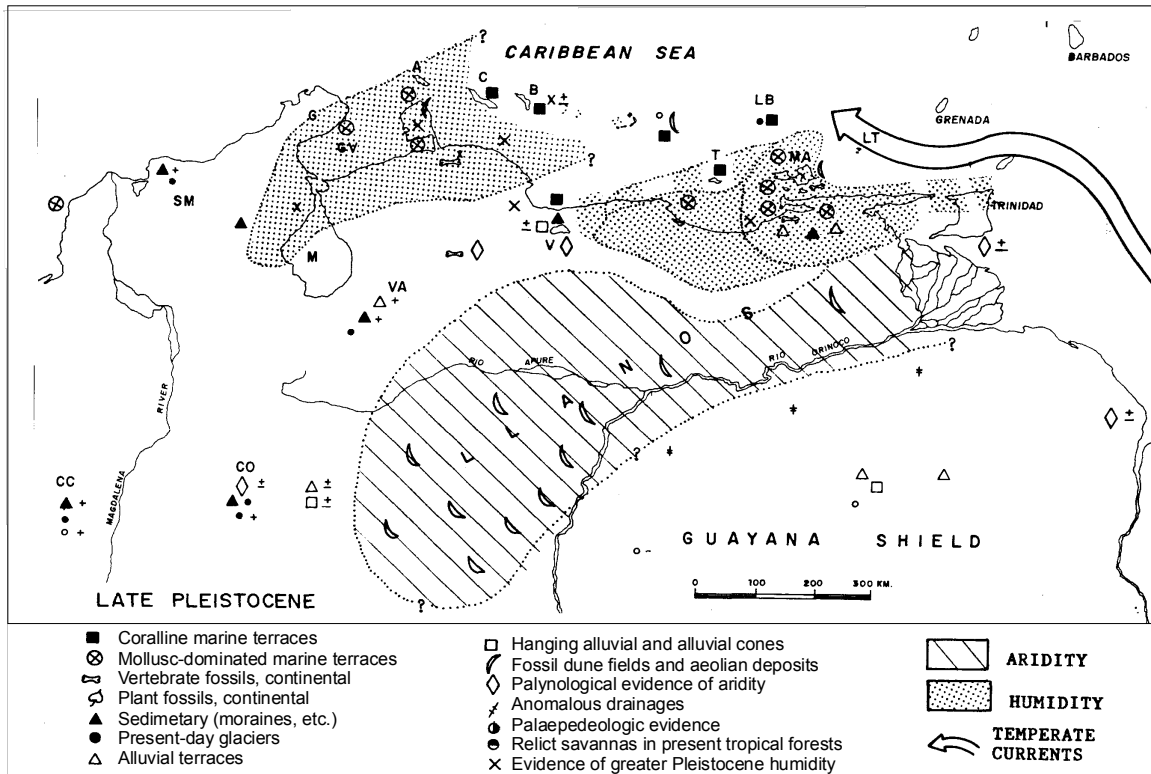 CARIBBEAN SEA
?
BARBADOS
A
C
B
X ±
LB
GRENADA
LT
G
GV
?
T
MA
TRINIDAD
SM
+
±
V
±
M
VA
+
+
S
O
N
A
L
L
RIO APURE
RIO ORINOCO
?
?
±
MAGDALENA RIVER
CC
+
+
CO
±
+
±
±
-
GUAYANA SHIELD
0 100 200 300 KM.
?
LATE PLEISTOCENE
Coralline marine terraces
Mollusc-dominated marine terraces
Vertebrate fossils, continental
Plant fossils, continental
Sedimetary (moraines, etc.)
Present-day glaciers
Alluvial terraces
Hanging alluvial and alluvial cones
Fossil dune fields and aeolian deposits
Palynological evidence of aridity
Anomalous drainages
Palaepedeologic evidence
Relict savannas in present tropical forests
Evidence of greater Pleistocene humidity
ARIDITY
HUMIDITY
TEMPERATE
CURRENTS